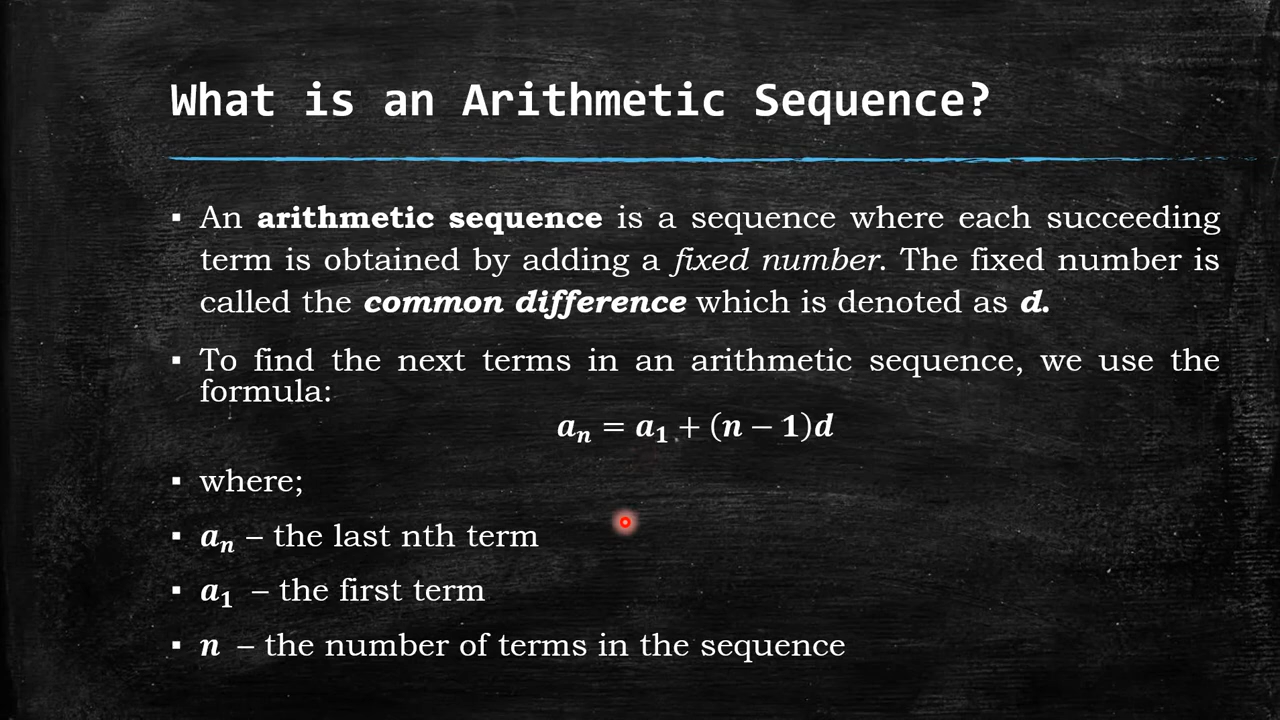 What is an Arithmetic Sequence?
▪ An arithmetic sequence is a sequence where each succeeding
term is obtained by adding a fixed number. The fixed number is
called the common difference which is denoted as d.
▪ To find the next terms in an arithmetic sequence, we use the
formula:
aₙ = a₁ + (n − 1)d
▪ where;
▪ aₙ – the last nth term
▪ a₁ – the first term
▪ n – the number of terms in the sequence